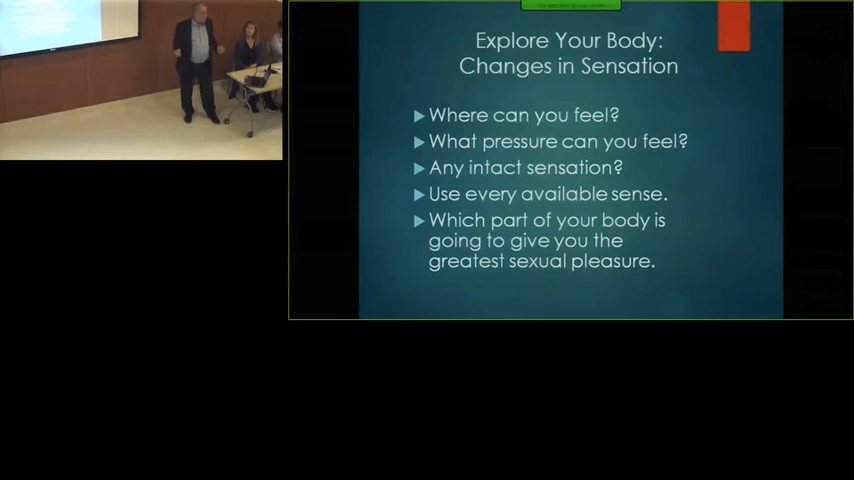 Explore Your Body:
Changes in Sensation
Where can you feel?
What pressure can you feel?
Any intact sensation?
Use every available sense.
Which part of your body is
going to give you the
greatest sexual pleasure.